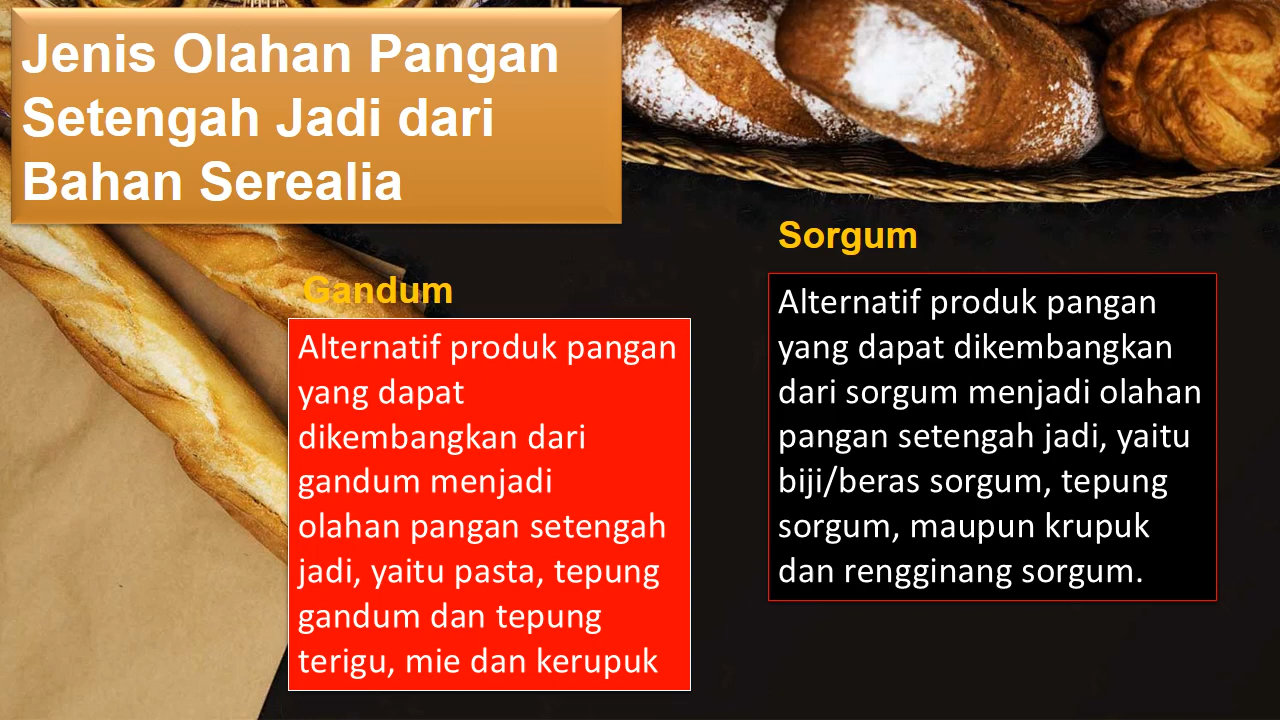 Jenis Olahan Pangan
Setengah Jadi dari
Bahan Serealia
Gandum
Alternatif produk pangan
yang dapat
dikembangkan dari
gandum menjadi
olahan pangan setengah
jadi, yaitu pasta, tepung
gandum dan tepung
terigu, mie dan kerupuk
Sorgum
Alternatif produk pangan
yang dapat dikembangkan
dari sorgum menjadi olahan
pangan setengah jadi, yaitu
biji/beras sorgum, tepung
sorgum, maupun krupuk
dan rengginang sorgum.